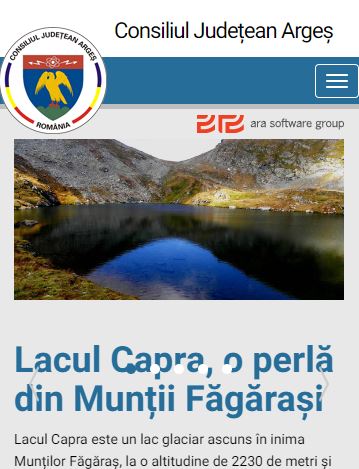 Consiliul Județean Argeș
CONSILIUL JUDEȚEAN ARGEȘ
ROMÂNIA
ara software group
Lacul Capra, o perlă
din Munții Făgărași
Lacul Capra este un lac glaciar ascuns în inima
Munților Făgăraș, la o altitudine de 2230 de metri și